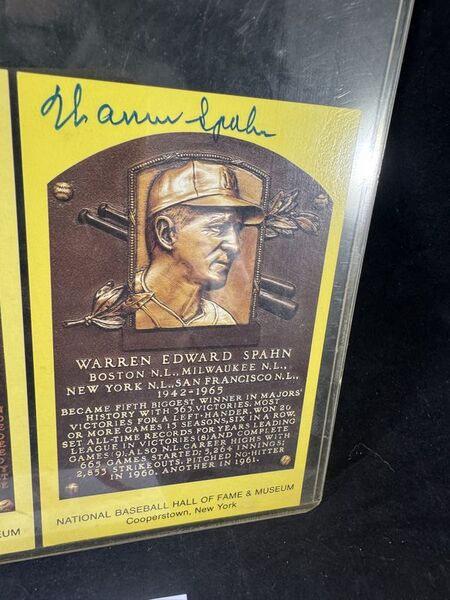 Warren Spahn
WARREN EDWARD SPAHN
BOSTON N.L., MILWAUKEE N.L.,
NEW YORK N.L., SAN FRANCISCO N.L.,
1942-1965
BECAME FIFTH BIGGEST WINNER IN MAJORS'
HISTORY WITH 363 VICTORIES. MOST
VICTORIES FOR A LEFT-HANDER, WON 20
OR MORE GAMES 13 SEASONS, SIX IN A ROW.
SET ALL-TIME RECORDS FOR YEARS LEADING
LEAGUE IN VICTORIES (8) AND COMPLETE
GAMES (9). ALSO N.L. CAREER HIGHS WITH
665 GAMES STARTED; 5,264 INNINGS;
2,853 STRIKEOUTS. PITCHED NO-HITTER
IN 1960, ANOTHER IN 1961.
NATIONAL BASEBALL HALL OF FAME & MUSEUM
Cooperstown, New York
EUM